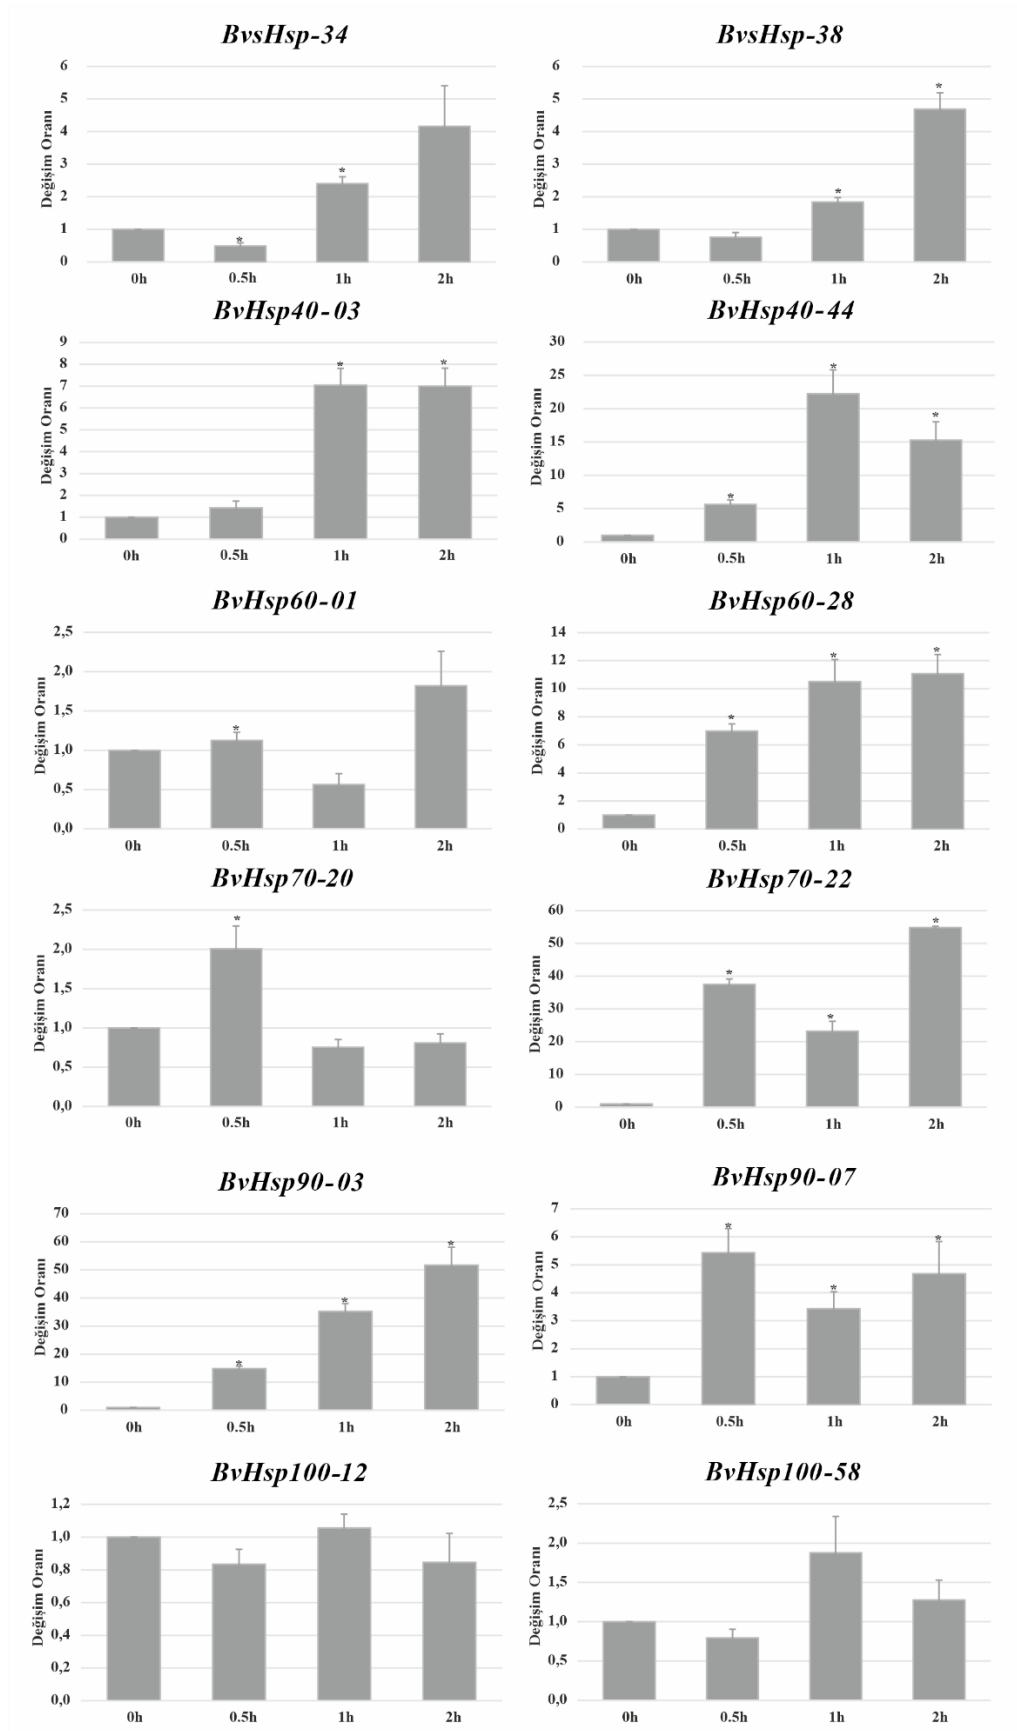 BvsHsp-34
6
5
4
3
2
1
0
Değişim Oranı
*
*
0h
0.5h
1h
2h
BvsHsp-38
6
5
4
3
2
1
0
Değişim Oranı
*
*
0h
0.5h
1h
2h
BvHsp40-03
9
8
7
6
5
4
3
2
1
0
Değişim Oranı
*
*
0h
0.5h
1h
2h
BvHsp40-44
30
25
20
15
10
5
0
Değişim Oranı
*
*
*
0h
0.5h
1h
2h
BvHsp60-01
2,5
2,0
1,5
1,0
0,5
0,0
Değişim Oranı
*
0h
0.5h
1h
2h
BvHsp60-28
14
12
10
8
6
4
2
0
Değişim Oranı
*
*
*
0h
0.5h
1h
2h
BvHsp70-20
2,5
2,0
1,5
1,0
0,5
0,0
Değişim Oranı
*
0h
0.5h
1h
2h
BvHsp70-22
60
50
40
30
20
10
0
Değişim Oranı
*
*
*
0h
0.5h
1h
2h
BvHsp90-03
70
60
50
40
30
20
10
0
Değişim Oranı
*
*
*
0h
0.5h
1h
2h
BvHsp90-07
7
6
5
4
3
2
1
0
Değişim Oranı
*
*
*
0h
0.5h
1h
2h
BvHsp100-12
1,2
1,0
0,8
0,6
0,4
0,2
0,0
Değişim Oranı
0h
0.5h
1h
2h
BvHsp100-58
2,5
2,0
1,5
1,0
0,5
0,0
Değişim Oranı
0h
0.5h
1h
2h